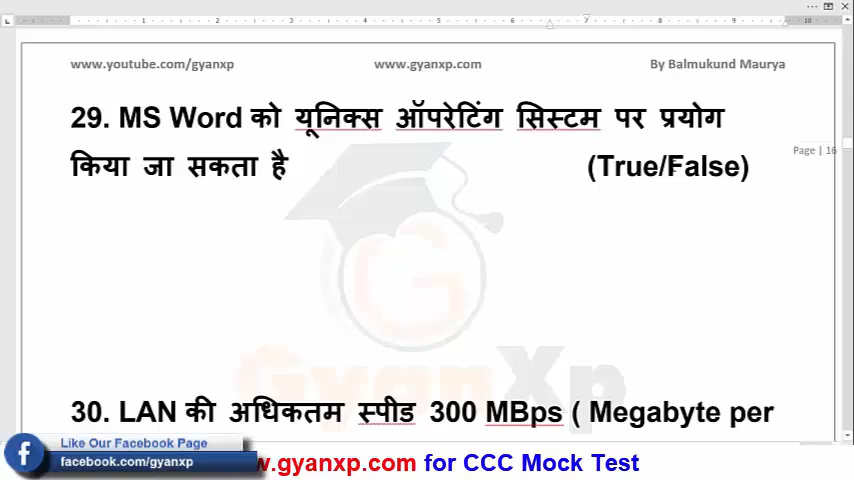 www.youtube.com/gyanxp www.gyanxp.com By Balmukund Maurya
29. MS Word को यूनिक्स ऑपरेटिंग सिस्टम पर प्रयोग
Page | 16
किया जा सकता है (True/False)
GyanXp
30. LAN की अधिकतम स्पीड 300 MBps ( Megabyte per
Like Our Facebook Page
facebook.com/gyanxp
w.gyanxp.com for CCC Mock Test